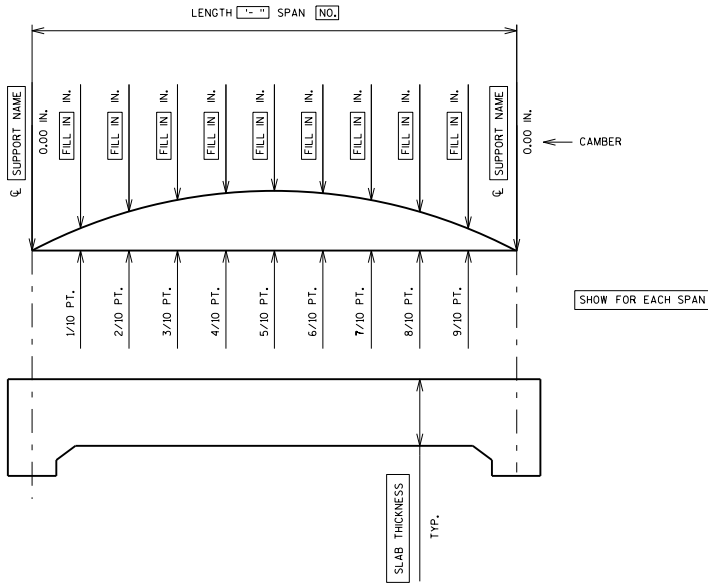 LENGTH '- " SPAN NO.
℄ SUPPORT NAME
0.00 IN.
FILL IN IN.
FILL IN IN.
FILL IN IN.
FILL IN IN.
FILL IN IN.
FILL IN IN.
FILL IN IN.
FILL IN IN.
FILL IN IN.
℄ SUPPORT NAME
0.00 IN.
CAMBER
1/10 PT.
2/10 PT.
3/10 PT.
4/10 PT.
5/10 PT.
6/10 PT.
7/10 PT.
8/10 PT.
9/10 PT.
SHOW FOR EACH SPAN
SLAB THICKNESS
TYP.